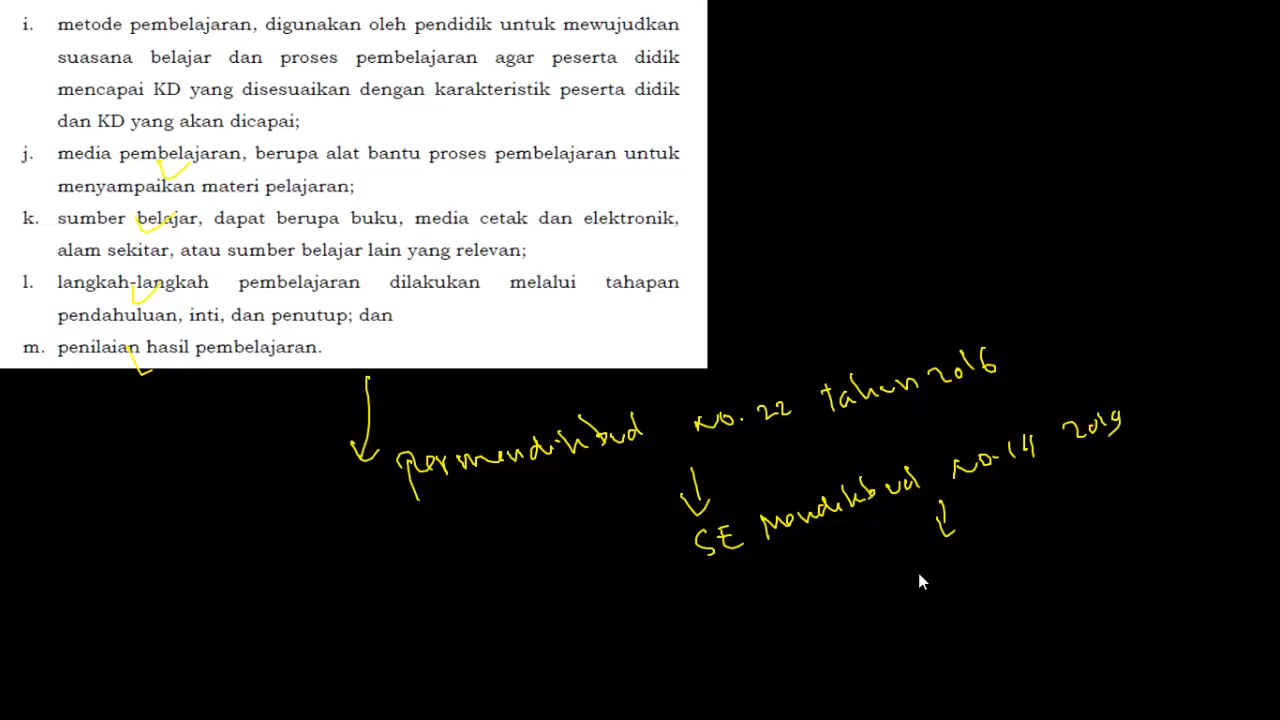 i. metode pembelajaran, digunakan oleh pendidik untuk mewujudkan
suasana belajar dan proses pembelajaran agar peserta didik
mencapai KD yang disesuaikan dengan karakteristik peserta didik
dan KD yang akan dicapai;
j. media pembelajaran, berupa alat bantu proses pembelajaran untuk
menyampaikan materi pelajaran;
k. sumber belajar, dapat berupa buku, media cetak dan elektronik,
alam sekitar, atau sumber belajar lain yang relevan;
l. langkah-langkah pembelajaran dilakukan melalui tahapan
pendahuluan, inti, dan penutup; dan
m. penilaian hasil pembelajaran.
permendikbud no. 22 tahun 2016
SE Mendikbud no. 14 2019